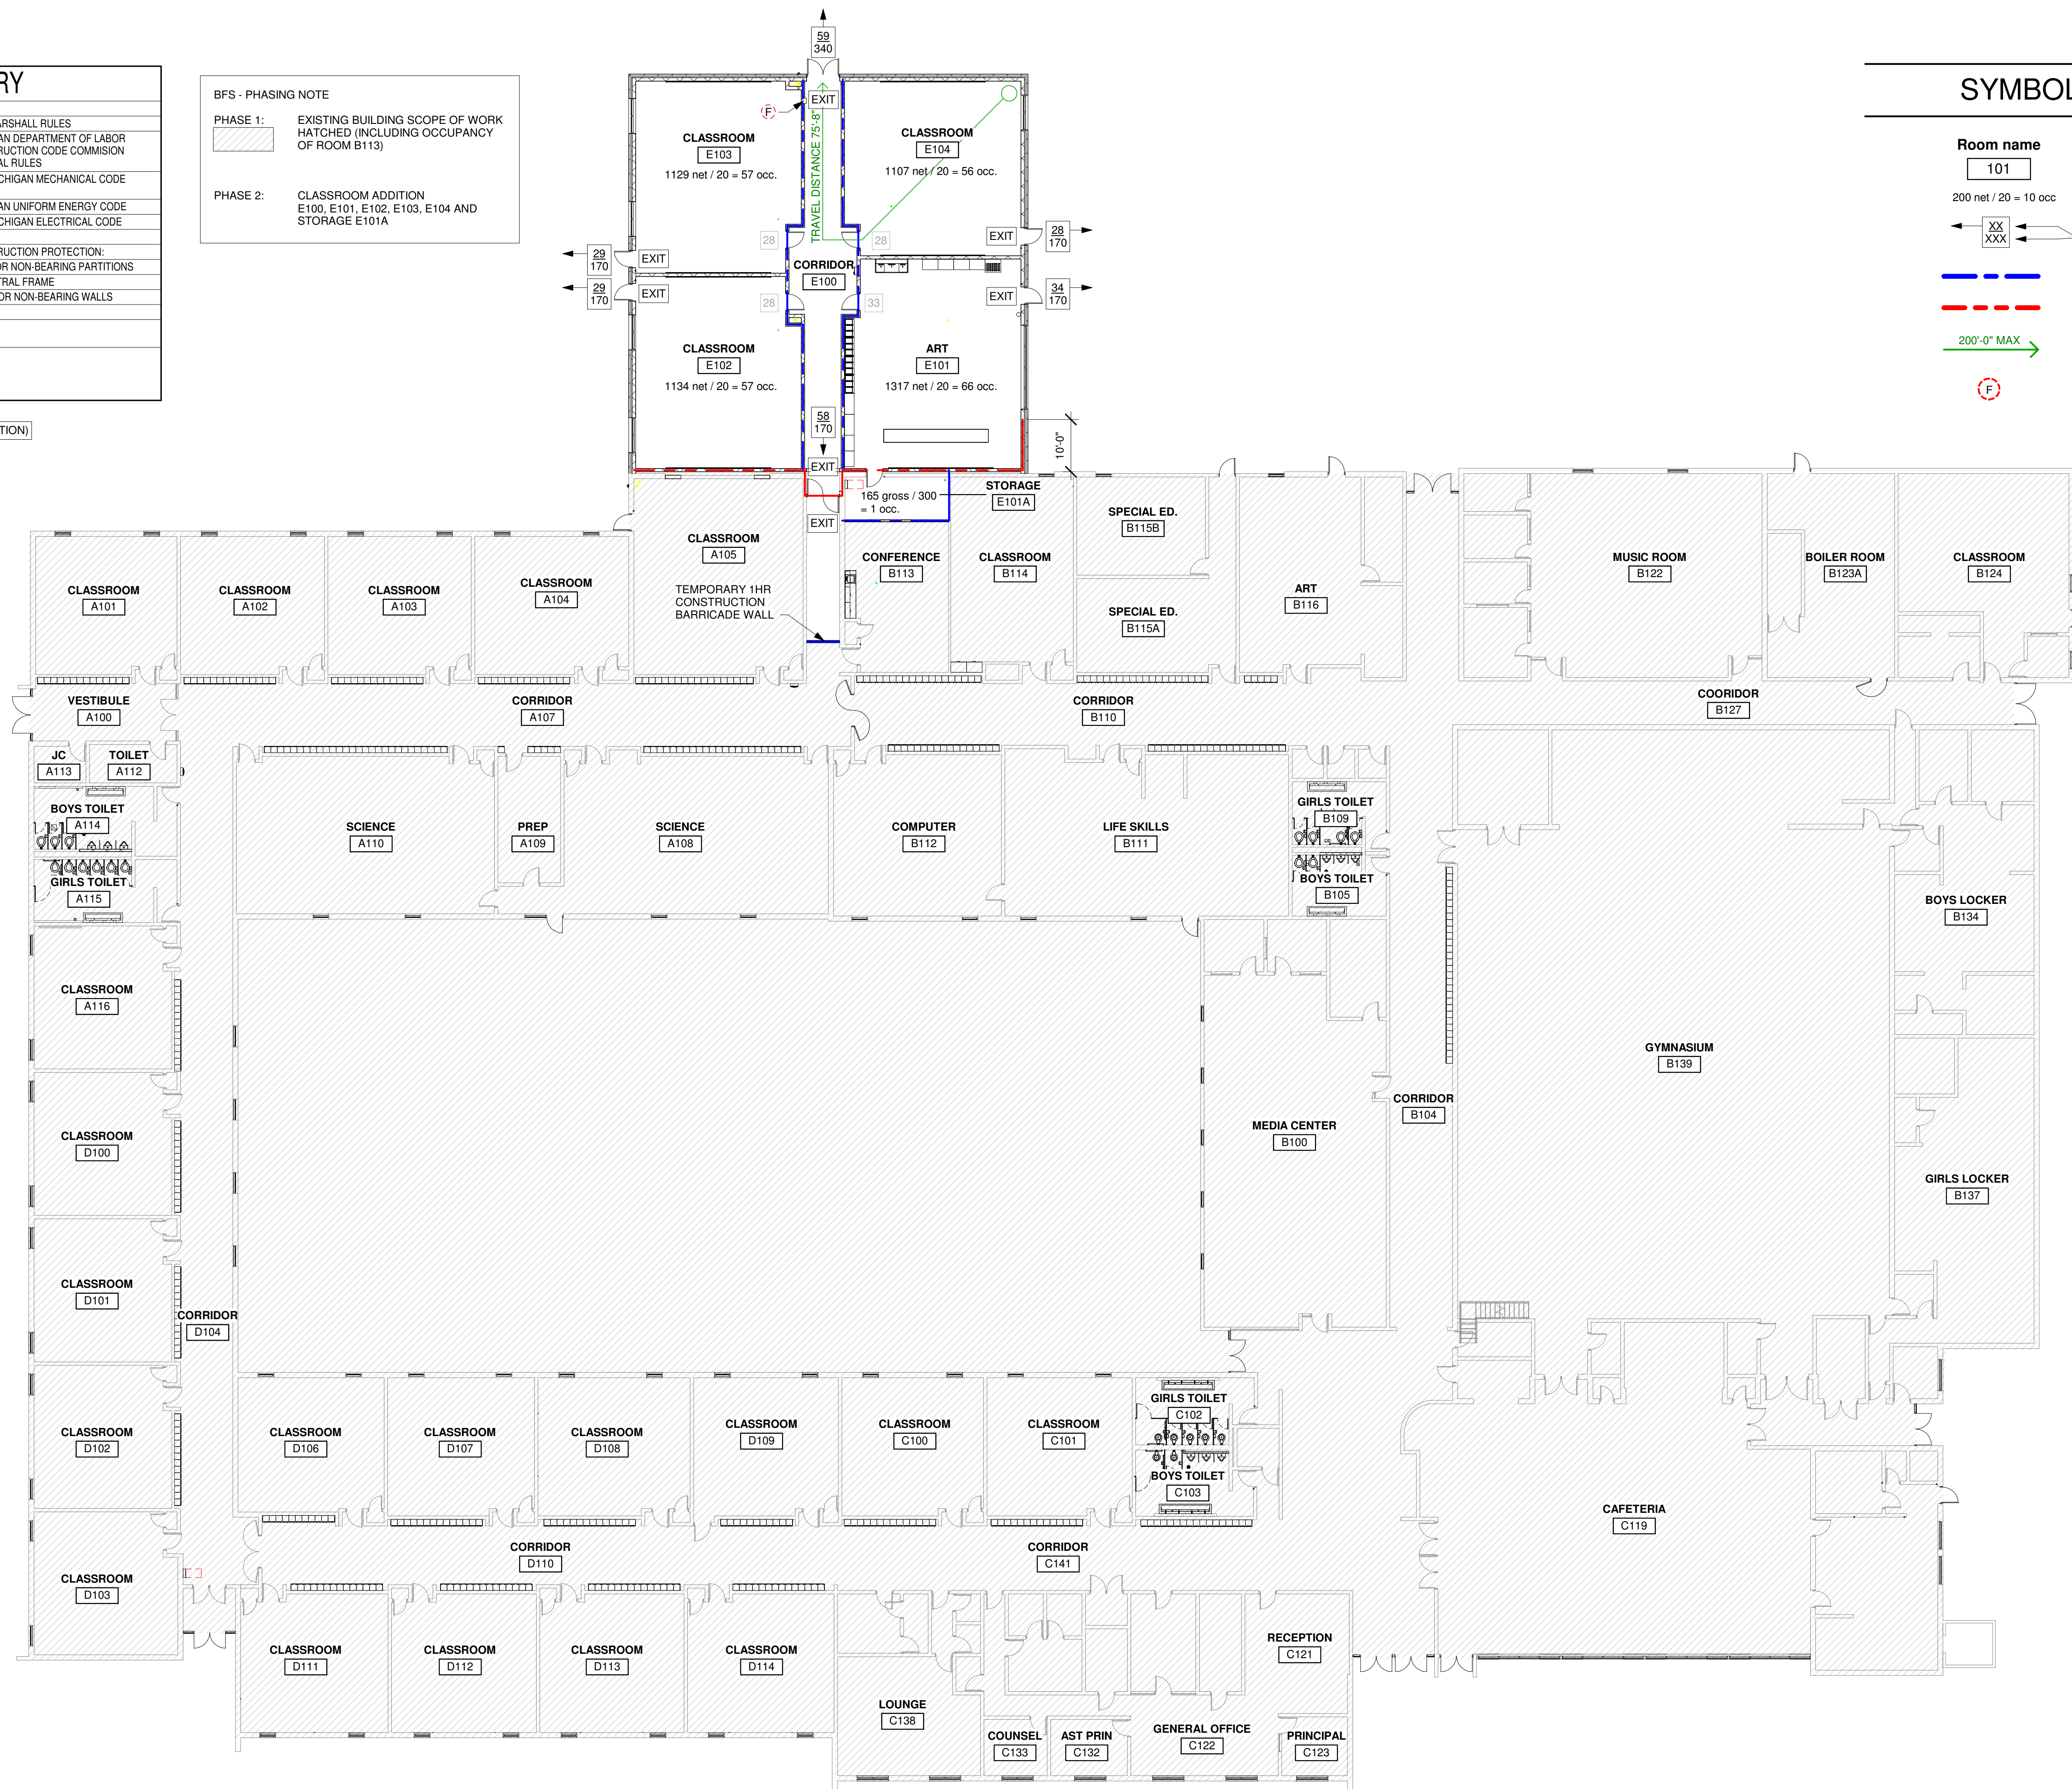 RY
ARSHALL RULES
AN DEPARTMENT OF LABOR
RUCTION CODE COMMISION
AL RULES
CHIGAN MECHANICAL CODE
AN UNIFORM ENERGY CODE
CHIGAN ELECTRICAL CODE
RUCTION PROTECTION:
OR NON-BEARING PARTITIONS
TRAL FRAME
OR NON-BEARING WALLS
TION)
BFS - PHASING NOTE
PHASE 1:
EXISTING BUILDING SCOPE OF WORK
HATCHED (INCLUDING OCCUPANCY
OF ROOM B113)
PHASE 2:
CLASSROOM ADDITION
E100, E101, E102, E103, E104 AND
STORAGE E101A
SYMBOL
Room name
101
200 net / 20 = 10 occ
XX
XXX
200'-0" MAX
F
59
340
EXIT
F
TRAVEL DISTANCE 75'-8"
CLASSROOM
E103
1129 net / 20 = 57 occ.
CLASSROOM
E104
1107 net / 20 = 56 occ.
28
28
EXIT
28
170
29
170
EXIT
CORRIDOR
E100
29
170
EXIT
28
33
EXIT
34
170
CLASSROOM
E102
1134 net / 20 = 57 occ.
ART
E101
1317 net / 20 = 66 occ.
58
170
EXIT
10'-0"
165 gross / 300
= 1 occ.
STORAGE
E101A
EXIT
CLASSROOM
A101
CLASSROOM
A102
CLASSROOM
A103
CLASSROOM
A104
CLASSROOM
A105
TEMPORARY 1HR
CONSTRUCTION
BARRICADE WALL
CONFERENCE
B113
CLASSROOM
B114
SPECIAL ED.
B115B
SPECIAL ED.
B115A
ART
B116
MUSIC ROOM
B122
BOILER ROOM
B123A
CLASSROOM
B124
VESTIBULE
A100
CORRIDOR
A107
CORRIDOR
B110
COORIDOR
B127
JC
A113
TOILET
A112
BOYS TOILET
A114
GIRLS TOILET
A115
SCIENCE
A110
PREP
A109
SCIENCE
A108
COMPUTER
B112
LIFE SKILLS
B111
GIRLS TOILET
B109
BOYS TOILET
B105
BOYS LOCKER
B134
CLASSROOM
A116
GYMNASIUM
B139
CORRIDOR
B104
MEDIA CENTER
B100
CLASSROOM
D100
GIRLS LOCKER
B137
CLASSROOM
D101
CORRIDOR
D104
CLASSROOM
D102
CLASSROOM
D106
CLASSROOM
D107
CLASSROOM
D108
CLASSROOM
D109
CLASSROOM
C100
CLASSROOM
C101
GIRLS TOILET
C102
BOYS TOILET
C103
CAFETERIA
C119
CORRIDOR
D110
CORRIDOR
C141
CLASSROOM
D103
CLASSROOM
D111
CLASSROOM
D112
CLASSROOM
D113
CLASSROOM
D114
RECEPTION
C121
LOUNGE
C138
COUNSEL
C133
AST PRIN
C132
GENERAL OFFICE
C122
PRINCIPAL
C123